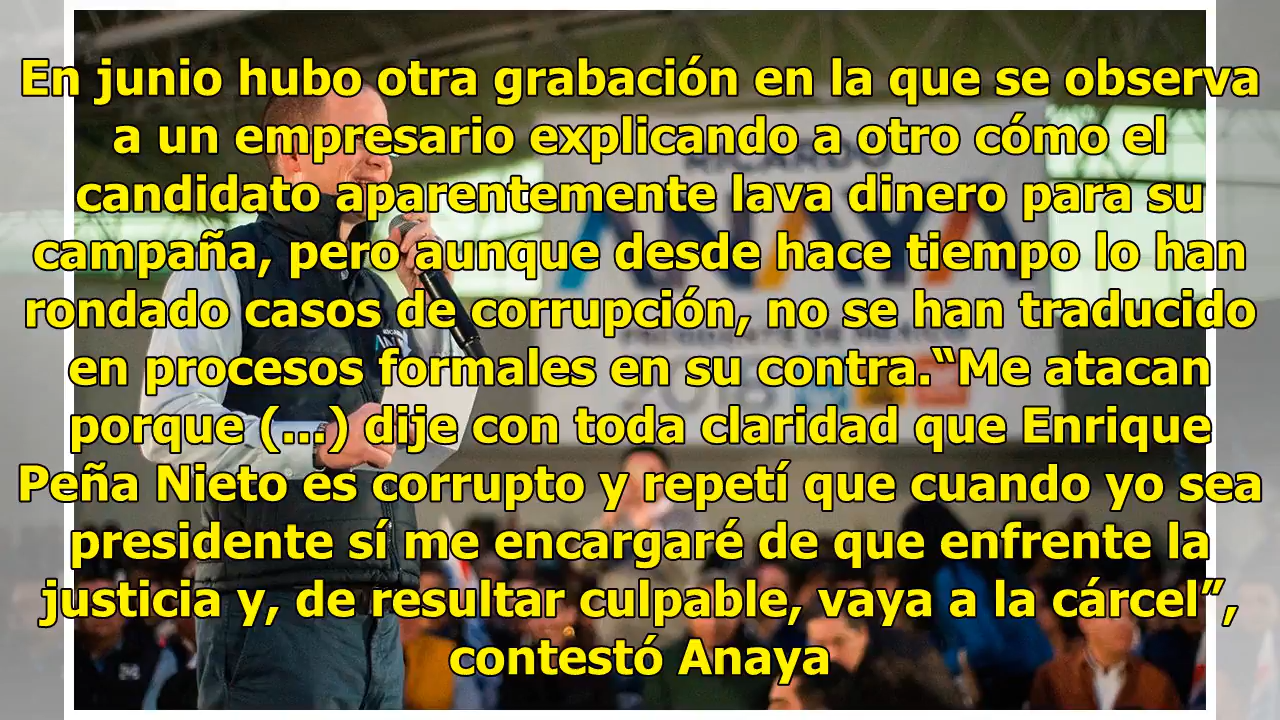 En junio hubo otra grabación en la que se observa
a un empresario explicando a otro cómo el
candidato aparentemente lava dinero para su
campaña, pero aunque desde hace tiempo lo han
rondado casos de corrupción, no se han traducido
en procesos formales en su contra.“Me atacan
porque (...) dije con toda claridad que Enrique
Peña Nieto es corrupto y repetí que cuando yo sea
presidente sí me encargaré de que enfrente la
justicia y, de resultar culpable, vaya a la cárcel”,
contestó Anaya
ANAYA
2018